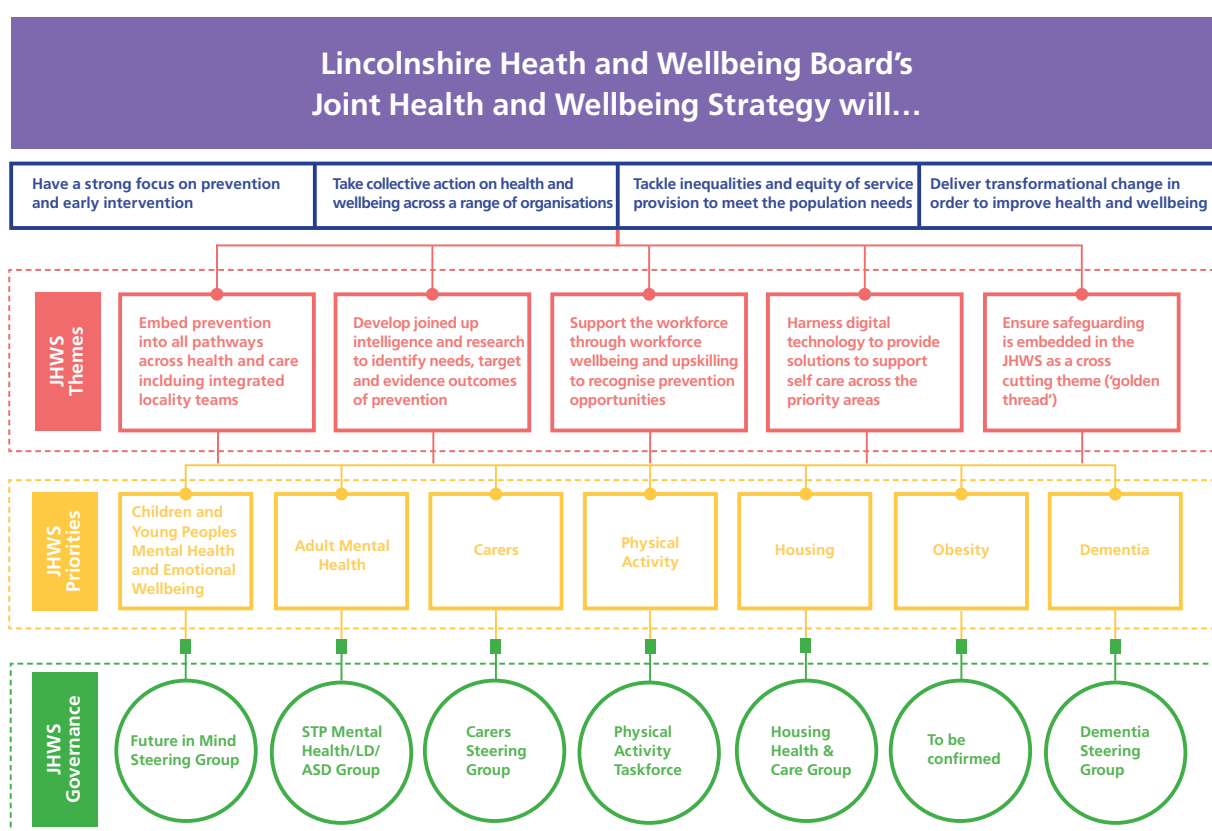 Lincolnshire Heath and Wellbeing Board's
Joint Health and Wellbeing Strategy will…
Have a strong focus on prevention
and early intervention
Take collective action on health and
wellbeing across a range of organisations
Tackle inequalities and equity of service
provision to meet the population needs
Deliver transformational change in
order to improve health and wellbeing
JHWS
Themes
Embed prevention
into all pathways
across health and care
inclduing integrated
locality teams
Develop joined up
intelligence and research
to identify needs, target
and evidence outcomes
of prevention
Support the workforce
through workforce
wellbeing and upskilling
to recognise prevention
opportunities
Harness digital
technology to provide
solutions to support
self care across the
priority areas
Ensure safeguarding
is embedded in the
JHWS as a cross
cutting theme (‘golden
thread’)
JHWS
Priorities
Children and
Young Peoples
Mental Health
and Emotional
Wellbeing
Adult Mental
Health
Carers
Physical
Activity
Housing
Obesity
Dementia
JHWS
Governance
Future in Mind
Steering Group
STP Mental
Health/LD/
ASD Group
Carers
Steering
Group
Physical
Activity
Taskforce
Housing
Health &
Care Group
To be
confirmed
Dementia
Steering
Group